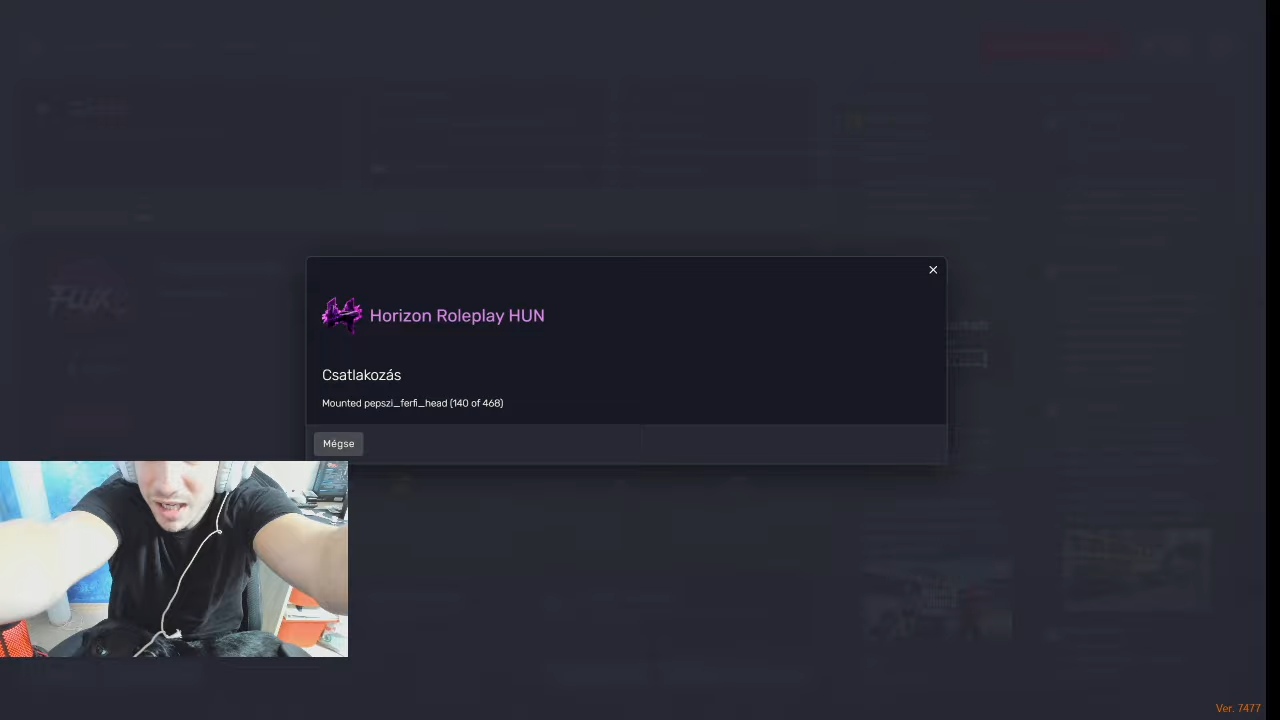 Horizon Roleplay HUN
Csatlakozás
Mounted pepszi_ferfi_head (140 of 468)
Mégse
Ver. 7477